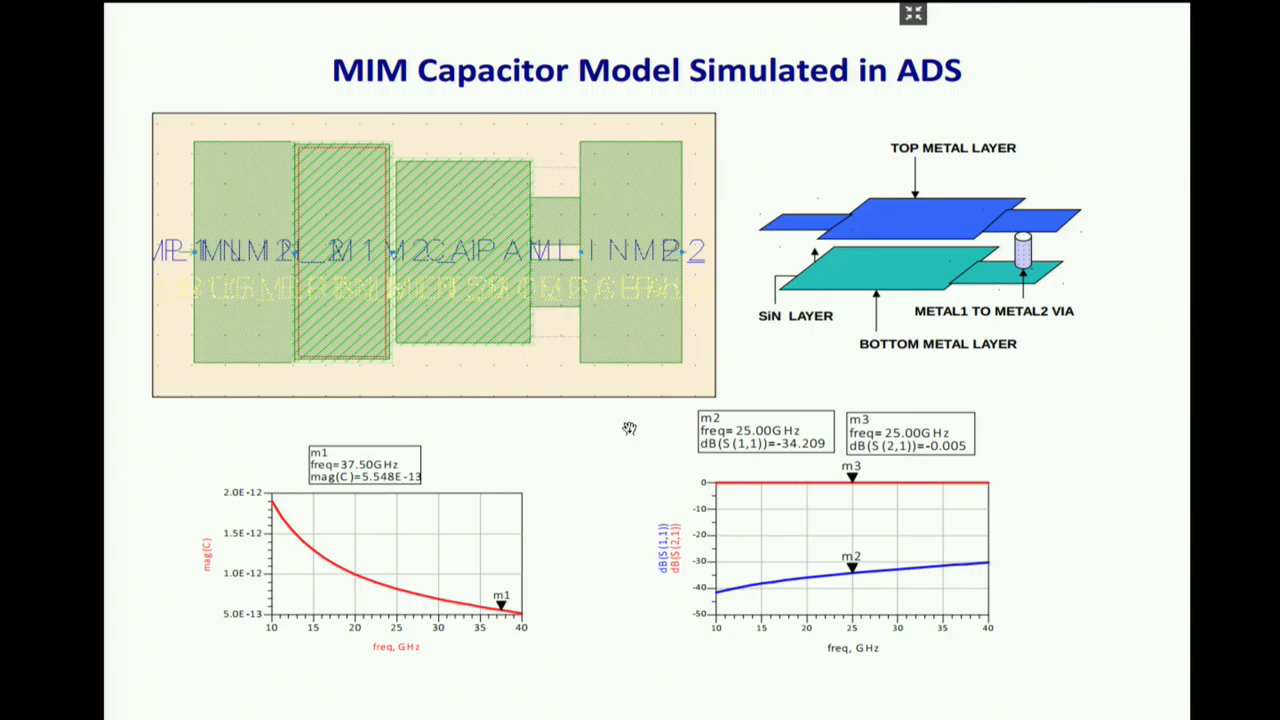 MIM Capacitor Model Simulated in ADS
TOP METAL LAYER
SiN LAYER
METAL1 TO METAL2 VIA
BOTTOM METAL LAYER
m1
freq=37.50GHz
mag(C)=5.548E-13
2.0E-12
1.5E-12
1.0E-12
5.0E-13
mag(C)
m1
10 15 20 25 30 35 40
freq, GHz
m2
freq=25.00GHz
dB(S(1,1))=-34.209
m3
freq=25.00GHz
dB(S(2,1))=-0.005
m3
m2
0
-10
-20
-30
-40
-50
dB(S(1,1))
dB(S(2,1))
10 15 20 25 30 35 40
freq, GHz